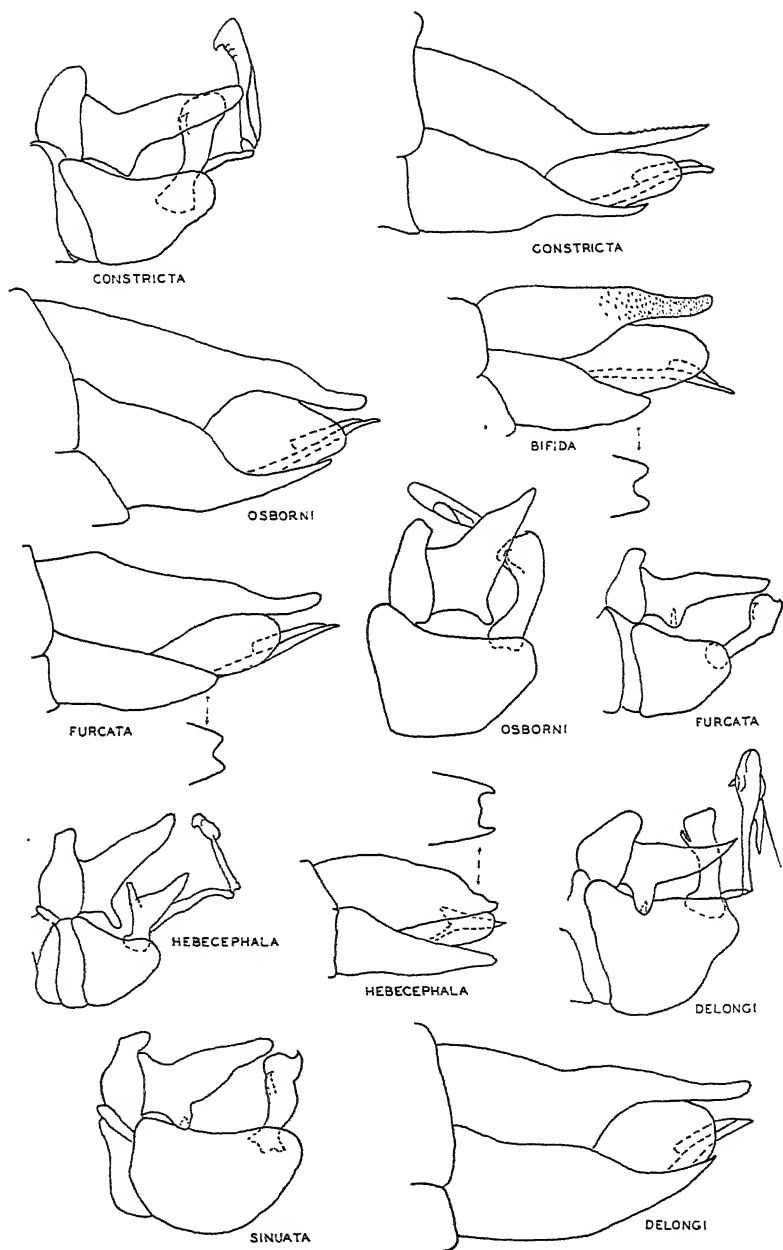 CONSTRICTA
CONSTRICTA
BIFIDA
OSBORNI
FURCATA
OSBORNI
FURCATA
HEBECEPHALA
HEBECEPHALA
DELONGI
SINUATA
DELONGI